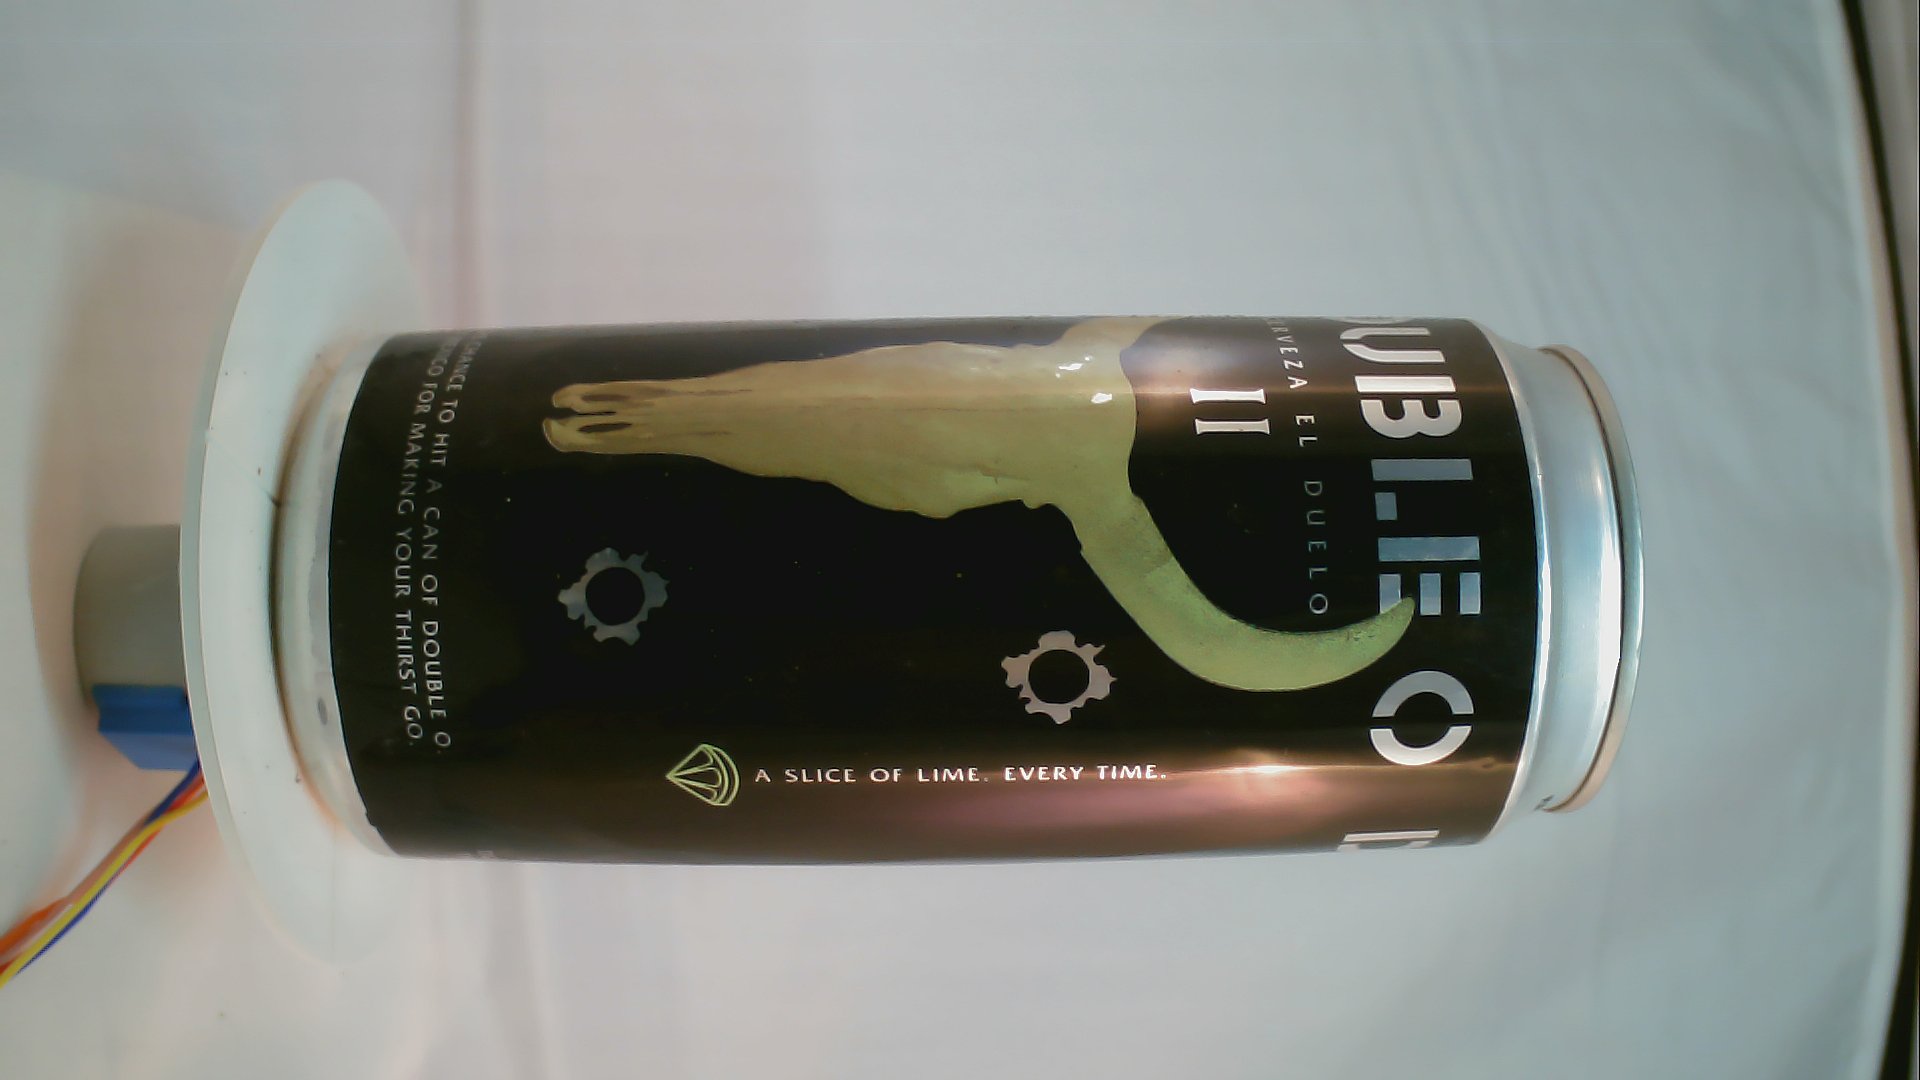 UBLE O
EL DUELO
II
A SLICE OF LIME. EVERY TIME.
CHANCE TO HIT A CAN OF DOUBLE O.
FOR MAKING YOUR THIRST GO.